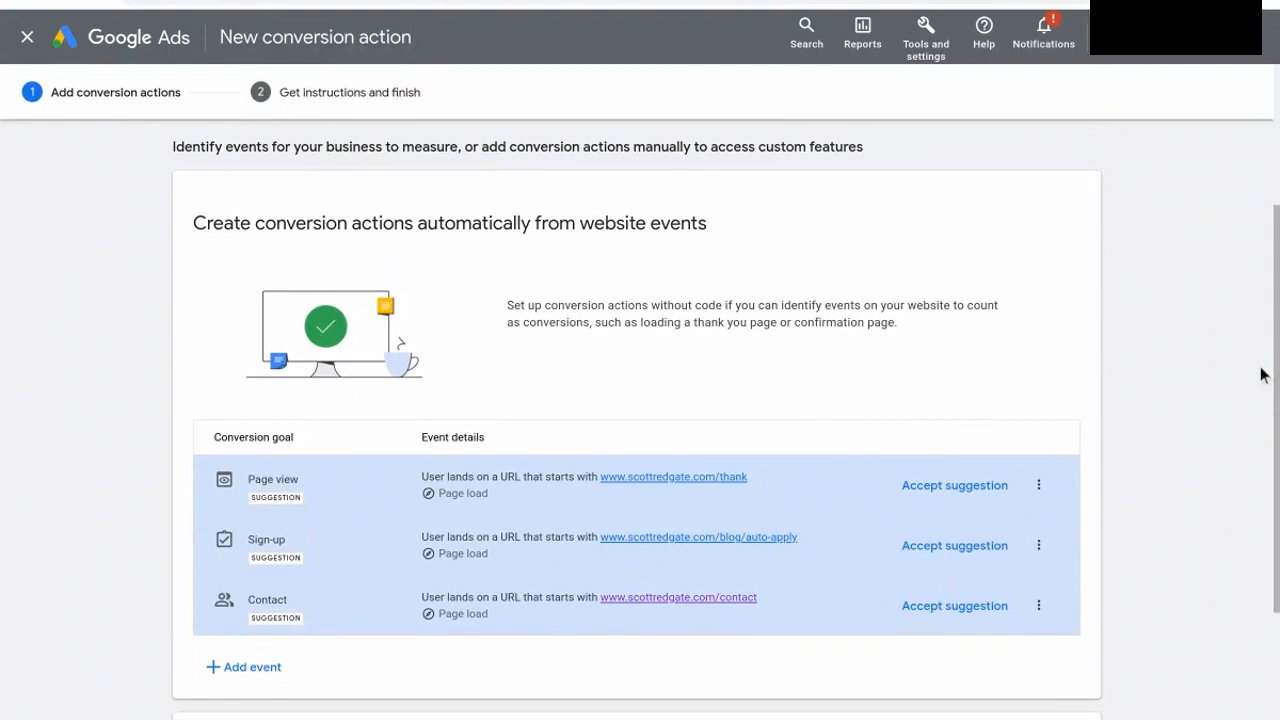 Google Ads
New conversion action
Search
Reports
Tools and
settings
Help
!
Notifications
1 Add conversion actions
2 Get instructions and finish
Identify events for your business to measure, or add conversion actions manually to access custom features
Create conversion actions automatically from website events
Set up conversion actions without code if you can identify events on your website to count
as conversions, such as loading a thank you page or confirmation page.
Conversion goal
Event details
Page view
SUGGESTION
User lands on a URL that starts with www.scottredgate.com/thank
Page load
Accept suggestion
Sign-up
SUGGESTION
User lands on a URL that starts with www.scottredgate.com/blog/auto-apply
Page load
Accept suggestion
Contact
SUGGESTION
User lands on a URL that starts with www.scottredgate.com/contact
Page load
Accept suggestion
+ Add event